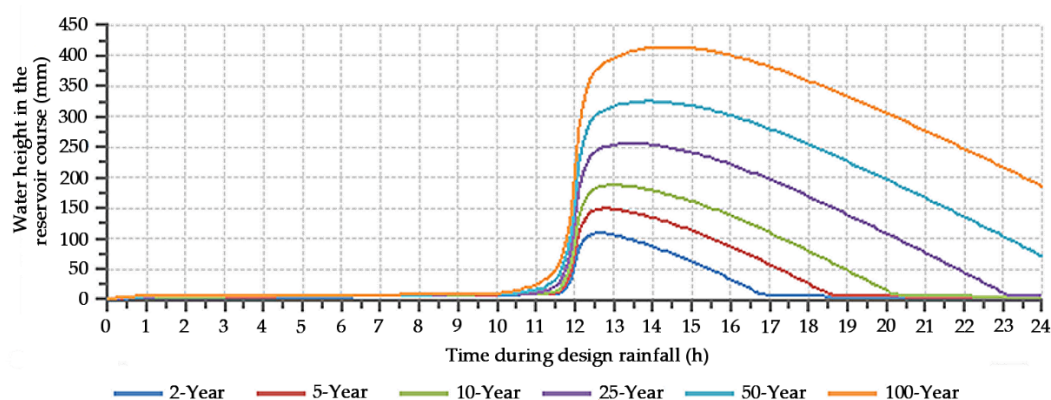 Water height in the
reservoir course (mm)
450
400
350
300
250
200
150
100
50
0
0 1 2 3 4 5 6 7 8 9 10 11 12 13 14 15 16 17 18 19 20 21 22 23 24
Time during design rainfall (h)
2-Year 5-Year 10-Year 25-Year 50-Year 100-Year